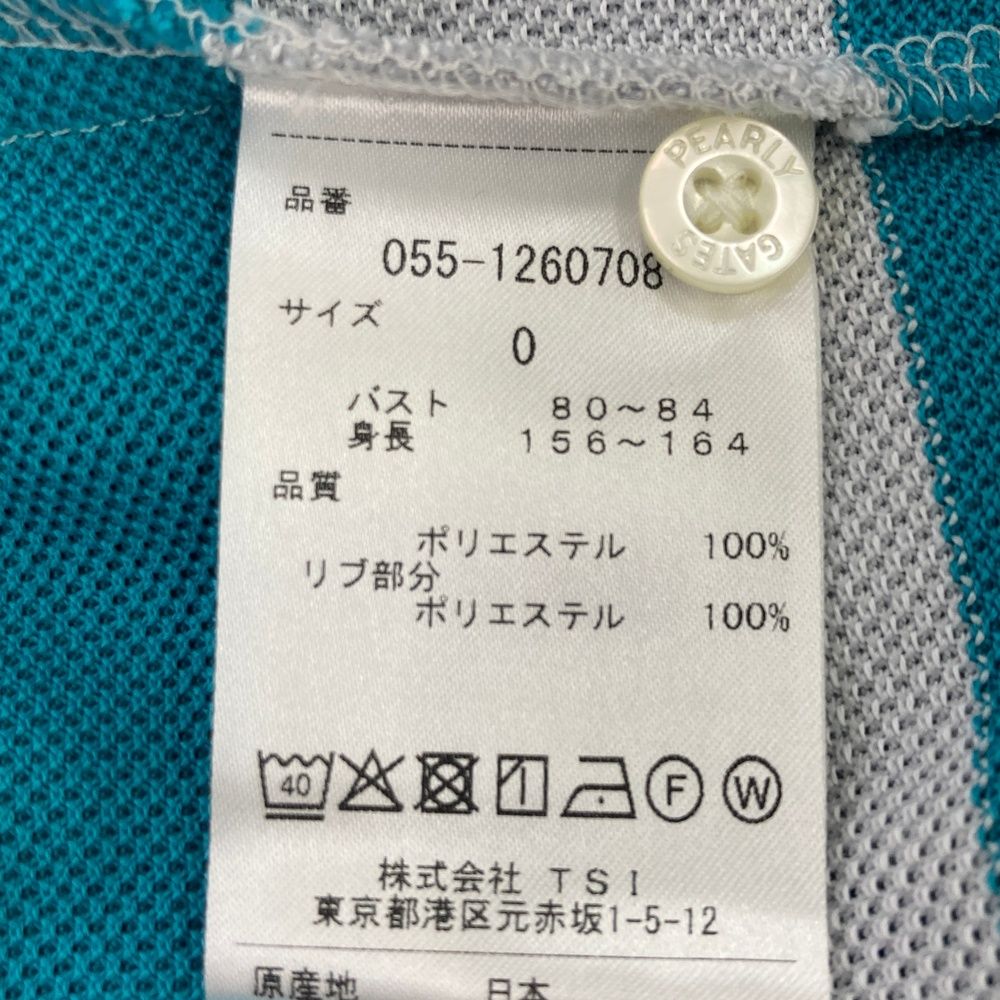 PEARLY
GATES
品番
055-1260708
サイズ
0
バスト 80〜84
身長 156〜164
品質
ポリエステル 100%
リブ部分
ポリエステル 100%
40
F
W
株式会社 TSI
東京都港区元赤坂1-5-12
原産地 日本